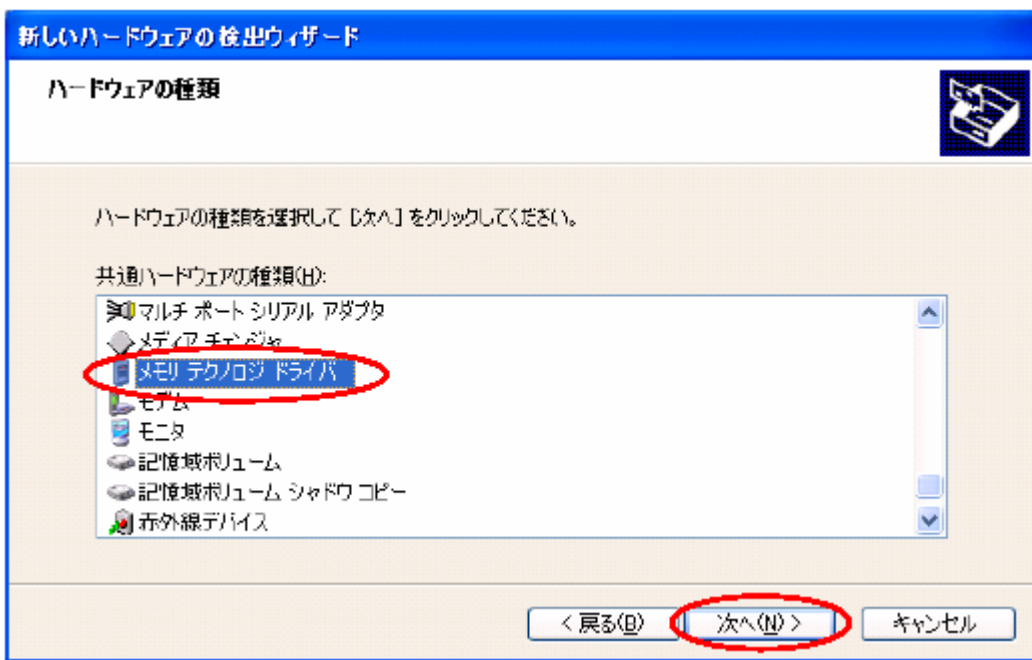 新しいハードウェアの検出ウィザード
ハードウェアの種類
ハードウェアの種類を選択して [次へ] をクリックしてください。
共通ハードウェアの種類(H):
マルチ ポート シリアル アダプタ
メディア チェンジャ
メモリ テクノロジ ドライバ
モデム
モニタ
記憶域ボリューム
記憶域ボリューム シャドウ コピー
赤外線デバイス
< 戻る(B) 次へ(N) > キャンセル